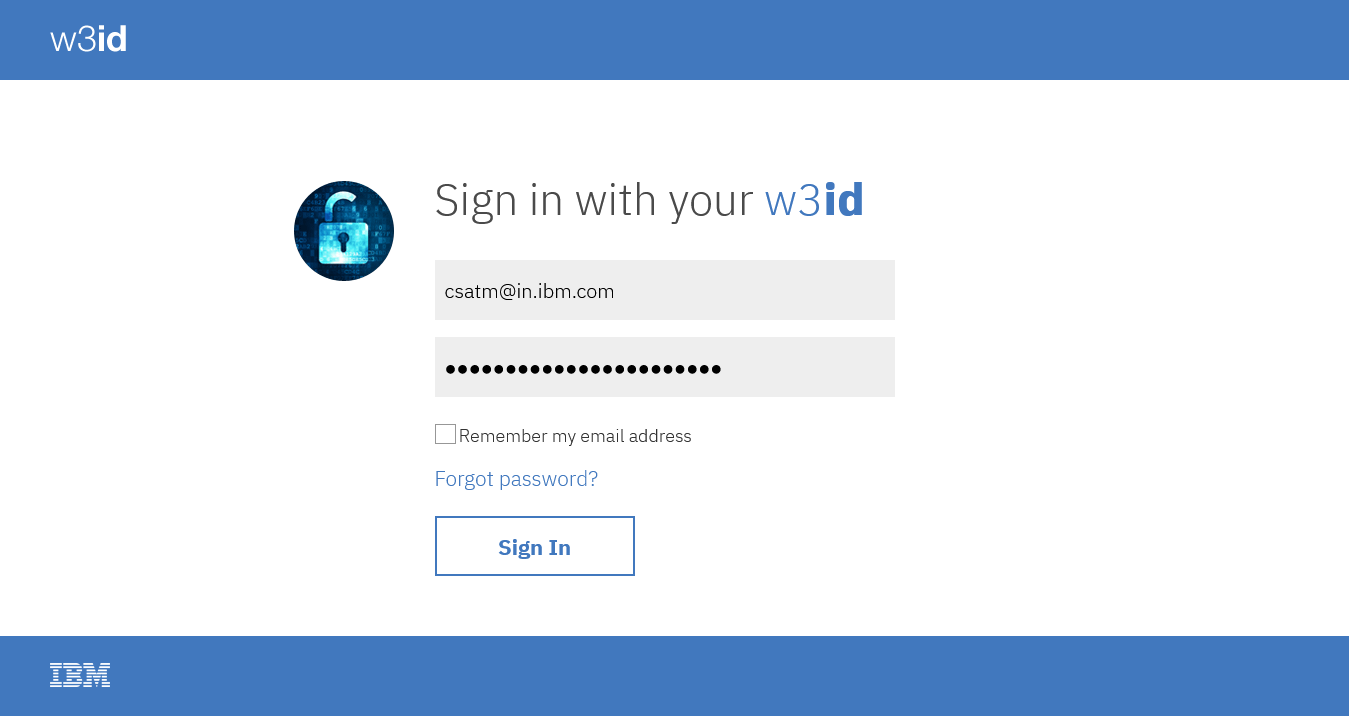 w3id
Sign in with your w3id
csatm@in.ibm.com
●●●●●●●●●●●●●●●●●●●●●●●
Remember my email address
Forgot password?
Sign In
IBM